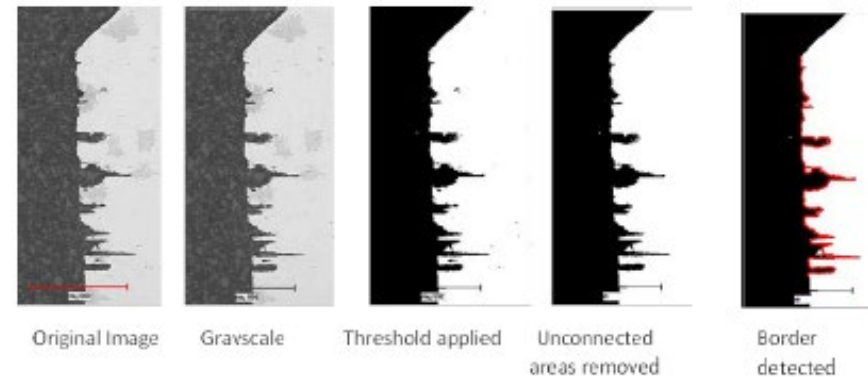 Original Image
Grayscale
Threshold applied
Unconnected
areas removed
Border
detected